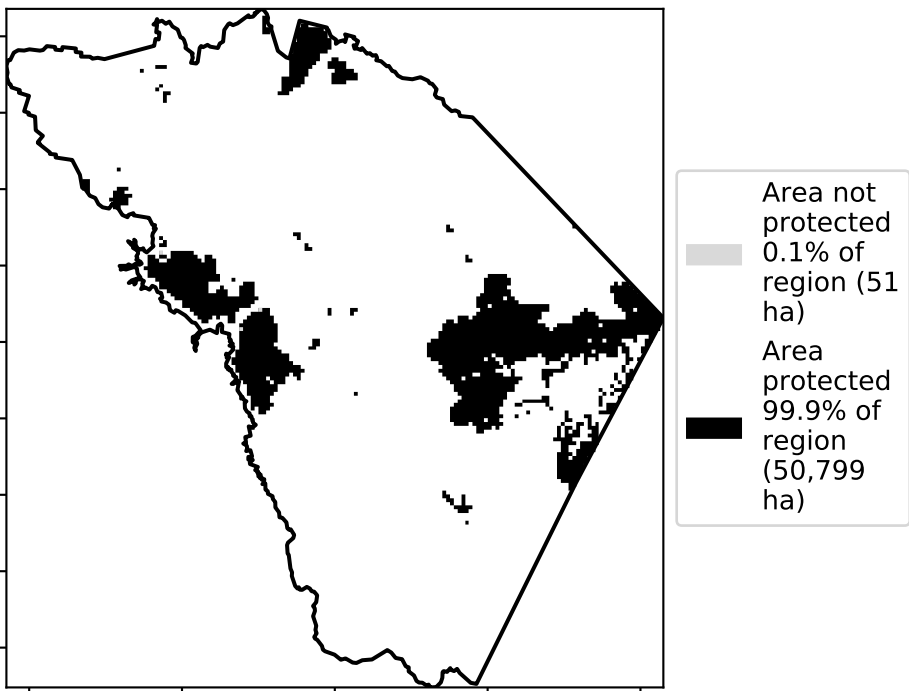 Area not
protected
0.1% of
region (51
ha)
Area
protected
99.9% of
region
(50,799
ha)